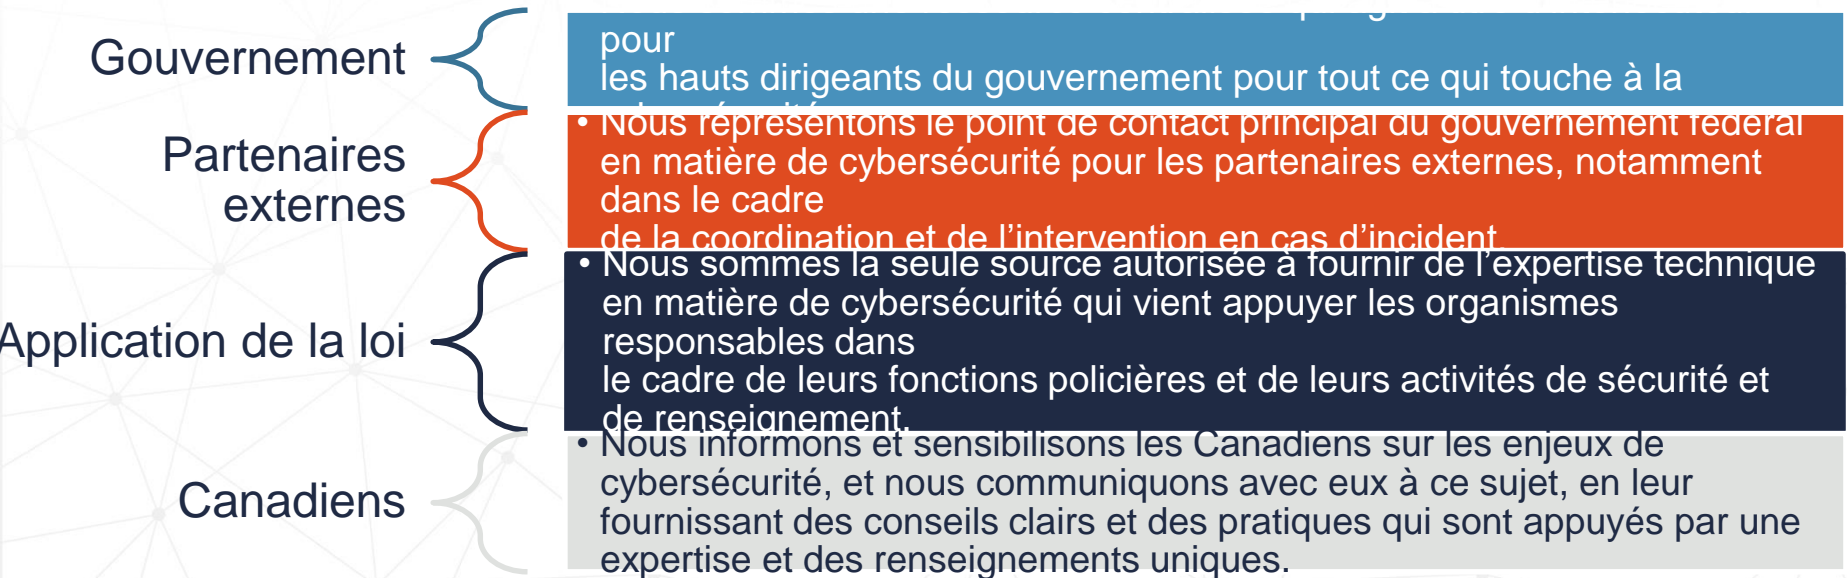 Gouvernement
pour
les hauts dirigeants du gouvernement pour tout ce qui touche à la
Partenaires
externes
• Nous représentons le point de contact principal du gouvernement fédéral
en matière de cybersécurité pour les partenaires externes, notamment
dans le cadre
de la coordination et de l’intervention en cas d’incident.
Application de la loi
• Nous sommes la seule source autorisée à fournir de l’expertise technique
en matière de cybersécurité qui vient appuyer les organismes
responsables dans
le cadre de leurs fonctions policières et de leurs activités de sécurité et
de renseignement.
Canadiens
• Nous informons et sensibilisons les Canadiens sur les enjeux de
cybersécurité, et nous communiquons avec eux à ce sujet, en leur
fournissant des conseils clairs et des pratiques qui sont appuyés par une
expertise et des renseignements uniques.